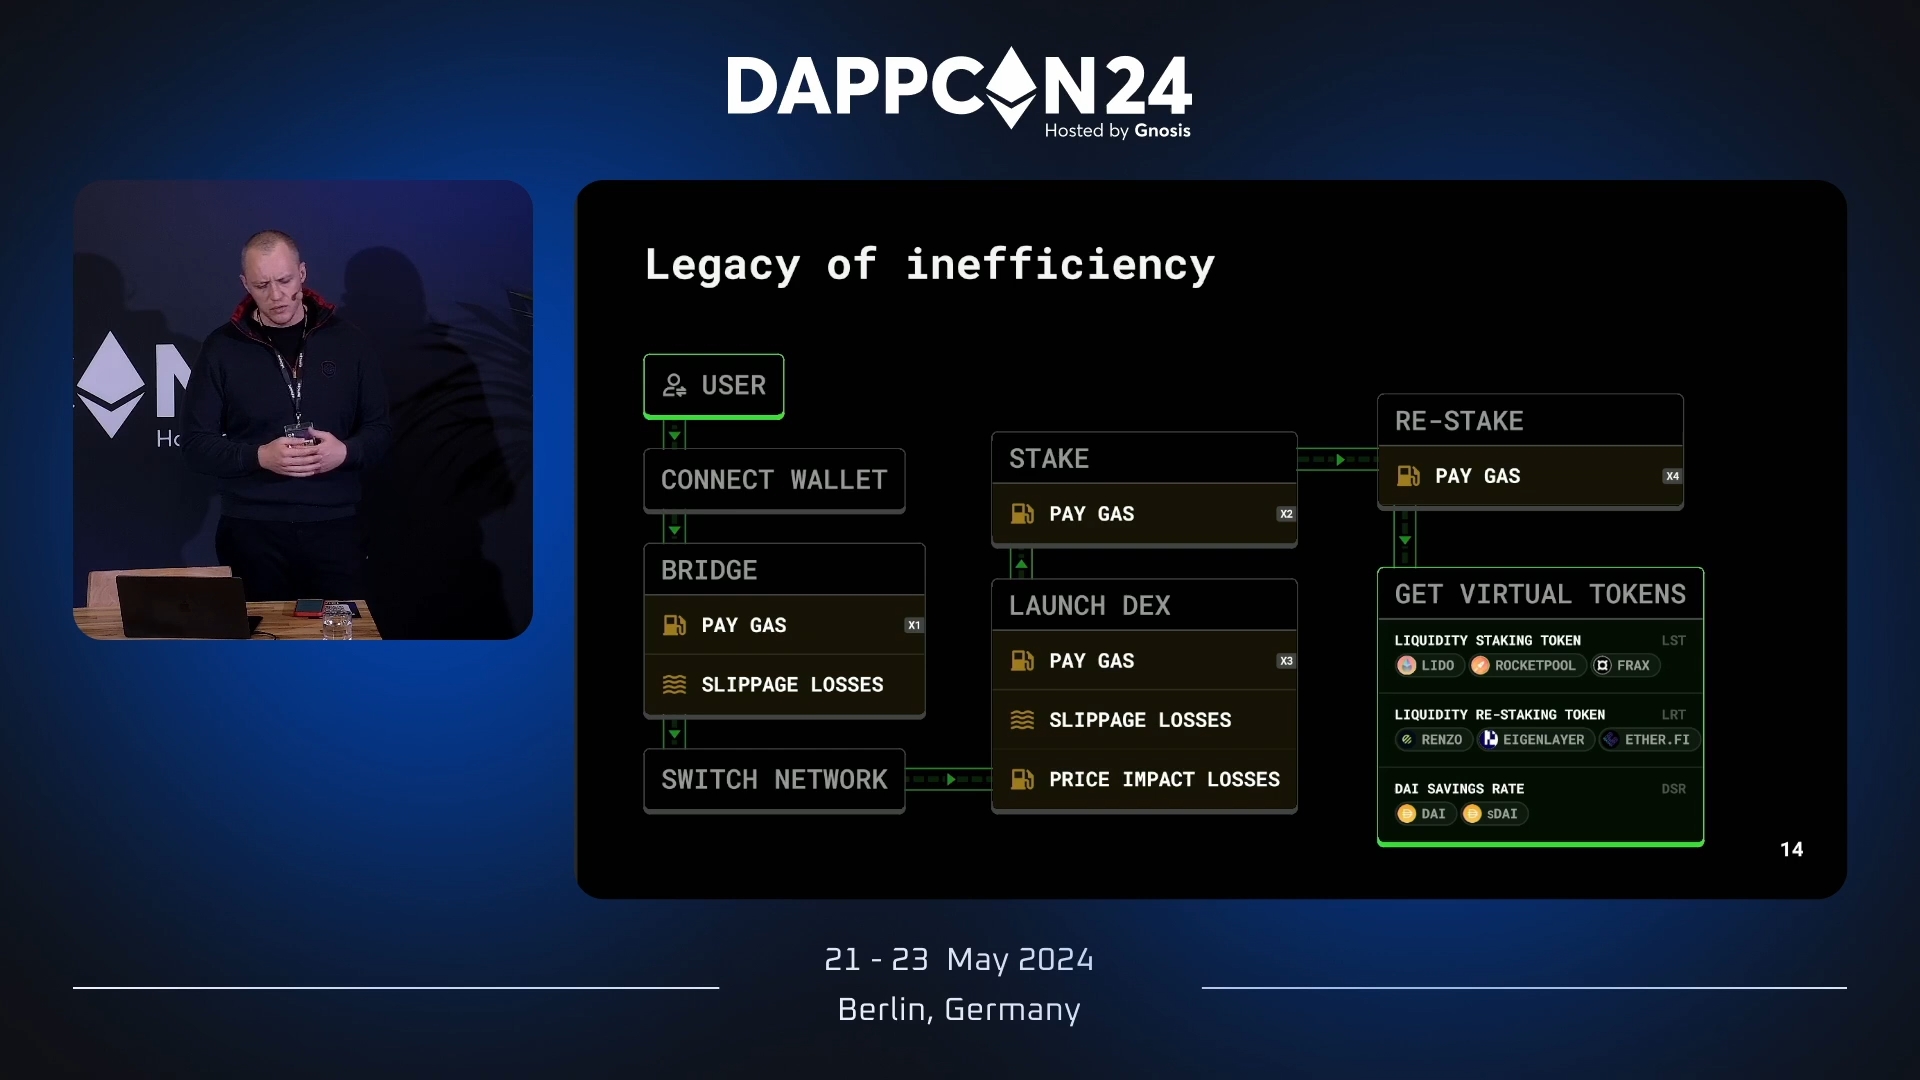 DAPPCON24
Hosted by Gnosis
N
Legacy of inefficiency
USER
CONNECT WALLET
BRIDGE
PAY GAS X1
SLIPPAGE LOSSES
SWITCH NETWORK
STAKE
PAY GAS X2
LAUNCH DEX
PAY GAS X3
SLIPPAGE LOSSES
PRICE IMPACT LOSSES
RE-STAKE
PAY GAS X4
GET VIRTUAL TOKENS
LIQUIDITY STAKING TOKEN LST
LIDO ROCKETPOOL FRAX
LIQUIDITY RE-STAKING TOKEN LRT
RENZO EIGENLAYER ETHER.FI
DAI SAVINGS RATE DSR
DAI sDAI
14
21 - 23 May 2024
Berlin, Germany